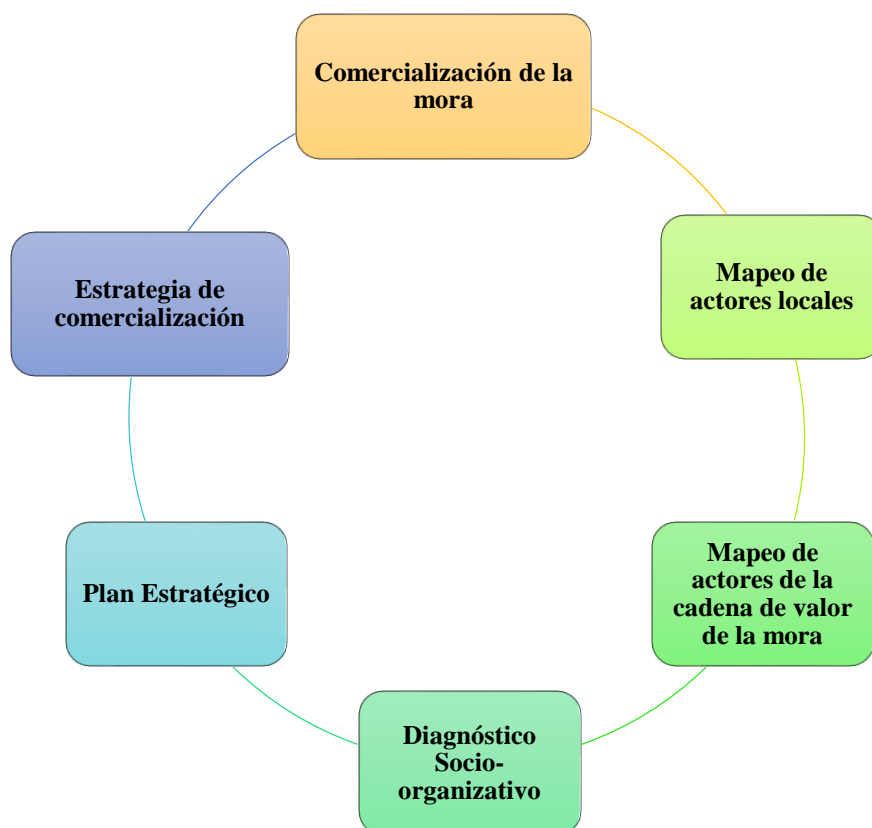 Comercialización de la
mora
Mapeo de
actores locales
Mapeo de
actores de la
cadena de valor
de la mora
Diagnóstico
Socio-
organizativo
Plan Estratégico
Estrategia de
comercialización